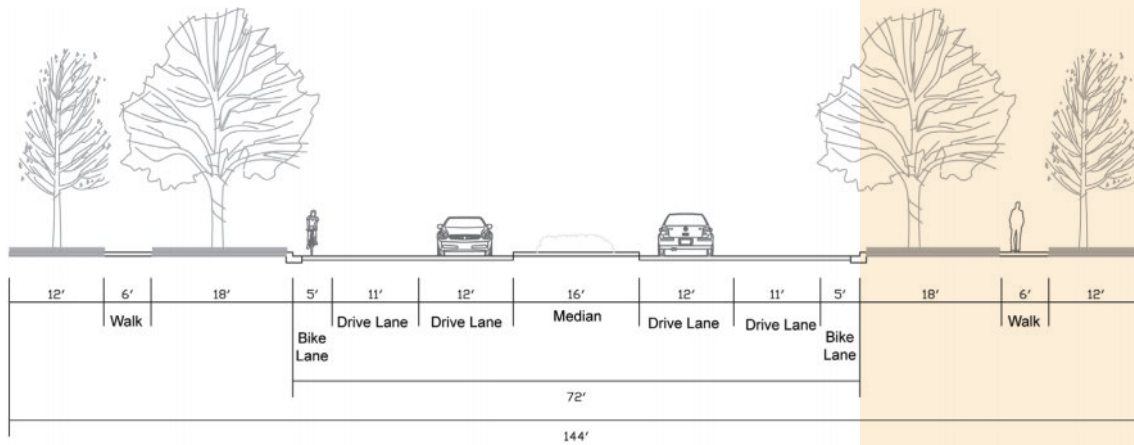 12' 6' 18' 5' 11' 12' 16' 12' 11' 5' 18' 6' 12'
Walk Drive Lane Drive Lane Median Drive Lane Drive Lane Walk
Bike
Lane
Bike
Lane
72'
144'